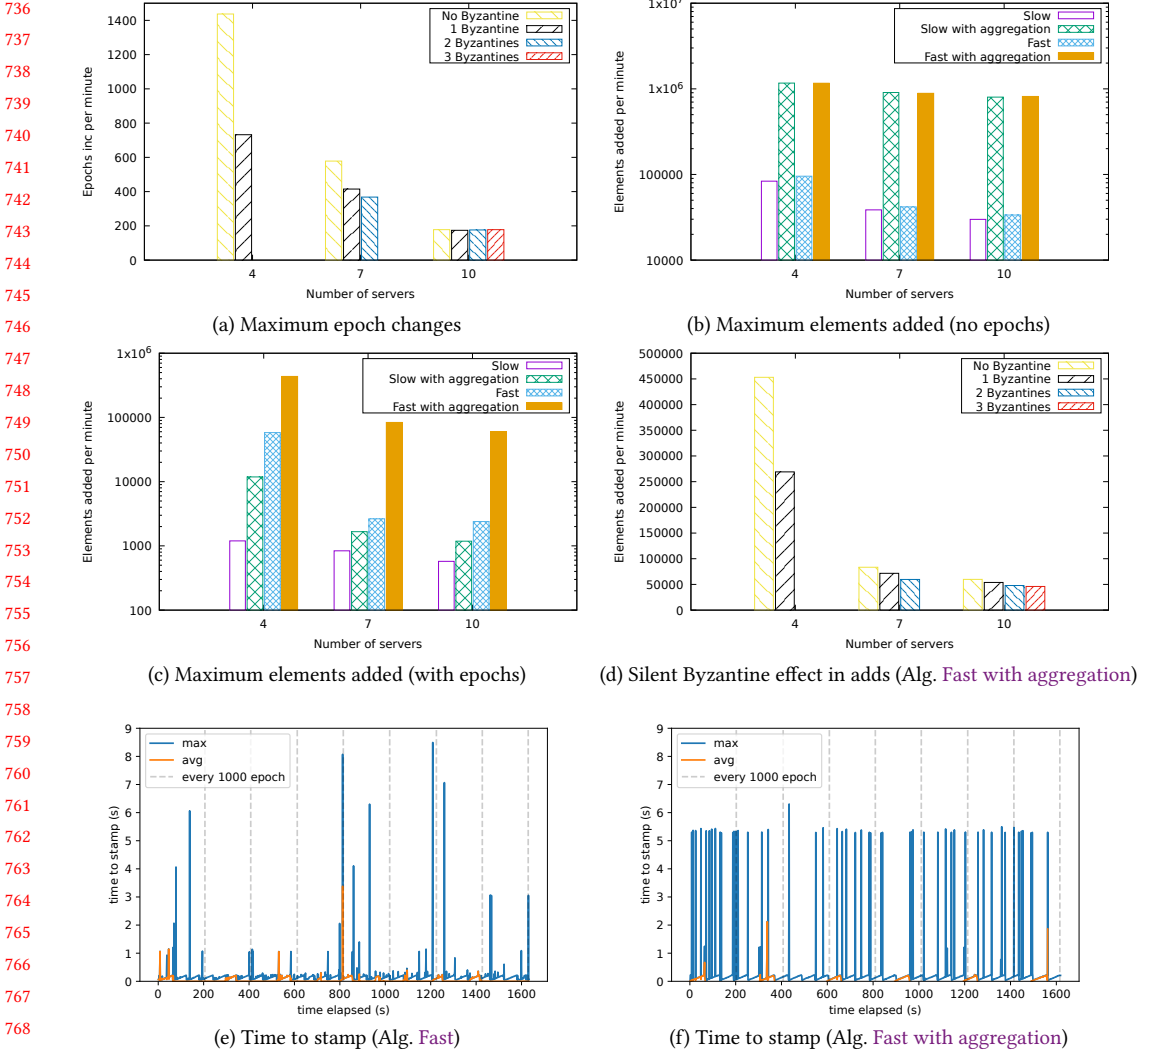 736
737
738
739
740
741
742
743
744
745
746
747
748
749
750
751
752
753
754
755
756
757
758
759
760
761
762
763
764
765
766
767
768
1400
1200
1000
800
600
400
200
0
Epochs inc per minute
No Byzantine
1 Byzantine
2 Byzantines
3 Byzantines
4 7 10
Number of servers
(a) Maximum epoch changes
1x10^7
1x10^6
100000
10000
Elements added per minute
Slow
Slow with aggregation
Fast
Fast with aggregation
4 7 10
Number of servers
(b) Maximum elements added (no epochs)
1x10^6
100000
10000
1000
100
Elements added per minute
Slow
Slow with aggregation
Fast
Fast with aggregation
4 7 10
Number of servers
(c) Maximum elements added (with epochs)
500000
450000
400000
350000
300000
250000
200000
150000
100000
50000
0
Elements added per minute
No Byzantine
1 Byzantine
2 Byzantines
3 Byzantines
4 7 10
Number of servers
(d) Silent Byzantine effect in adds (Alg. Fast with aggregation)
9
8
7
6
5
4
3
2
1
0
time to stamp (s)
max
avg
every 1000 epoch
0 200 400 600 800 1000 1200 1400 1600
time elapsed (s)
(e) Time to stamp (Alg. Fast)
9
8
7
6
5
4
3
2
1
0
time to stamp (s)
max
avg
every 1000 epoch
0 200 400 600 800 1000 1200 1400 1600
time elapsed (s)
(f) Time to stamp (Alg. Fast with aggregation)